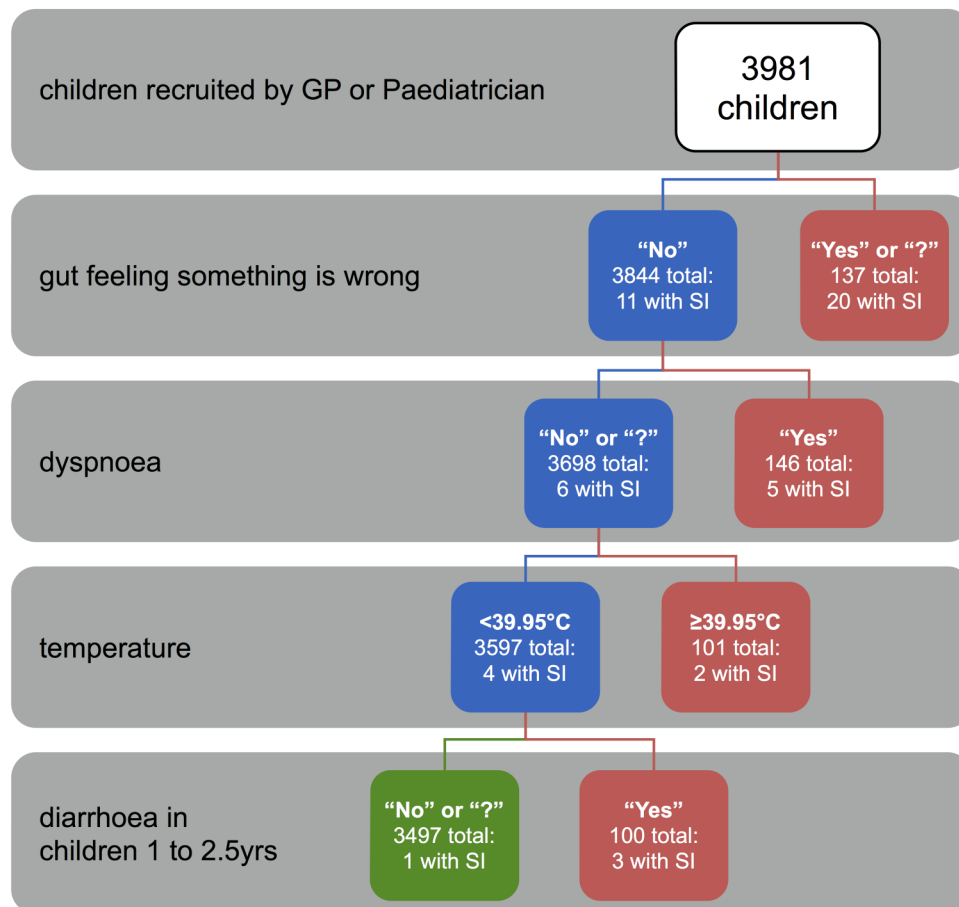 children recruited by GP or Paediatrician
3981
children
gut feeling something is wrong
“No”
3844 total:
11 with SI
“Yes” or “?”
137 total:
20 with SI
dyspnoea
“No” or “?”
3698 total:
6 with SI
“Yes”
146 total:
5 with SI
temperature
<39.95°C
3597 total:
4 with SI
≥39.95°C
101 total:
2 with SI
diarrhoea in
children 1 to 2.5yrs
“No” or “?”
3497 total:
1 with SI
“Yes”
100 total:
3 with SI